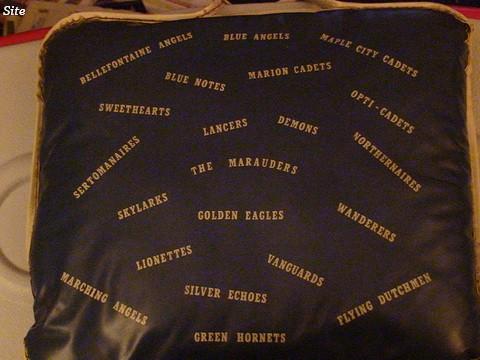 Site
BELLEFONTAINE ANGELS
BLUE ANGELS
MAPLE CITY CADETS
BLUE NOTES
MARION CADETS
SWEETHEARTS
OPTI-CADETS
LANCERS
DEMONS
SERTOMANAIRES
NORTHERNAIRES
THE MARAUDERS
SKYLARKS
GOLDEN EAGLES
WANDERERS
LIONETTES
VANGUARDS
MARCHING ANGELS
SILVER ECHOES
FLYING DUTCHMEN
GREEN HORNETS